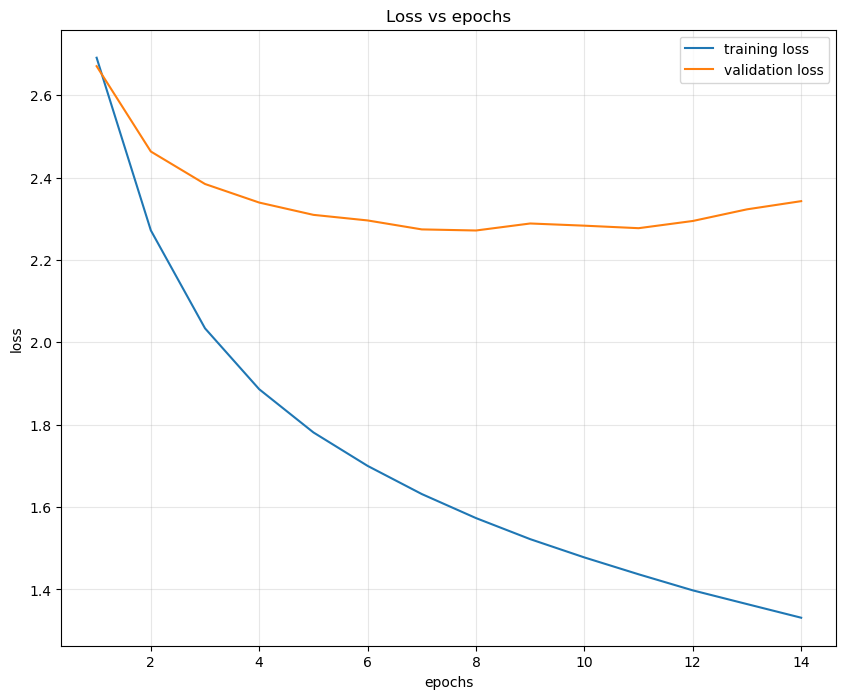 Loss vs epochs
training loss
validation loss
2.6
2.4
2.2
2.0
1.8
1.6
1.4
loss
2 4 6 8 10 12 14
epochs